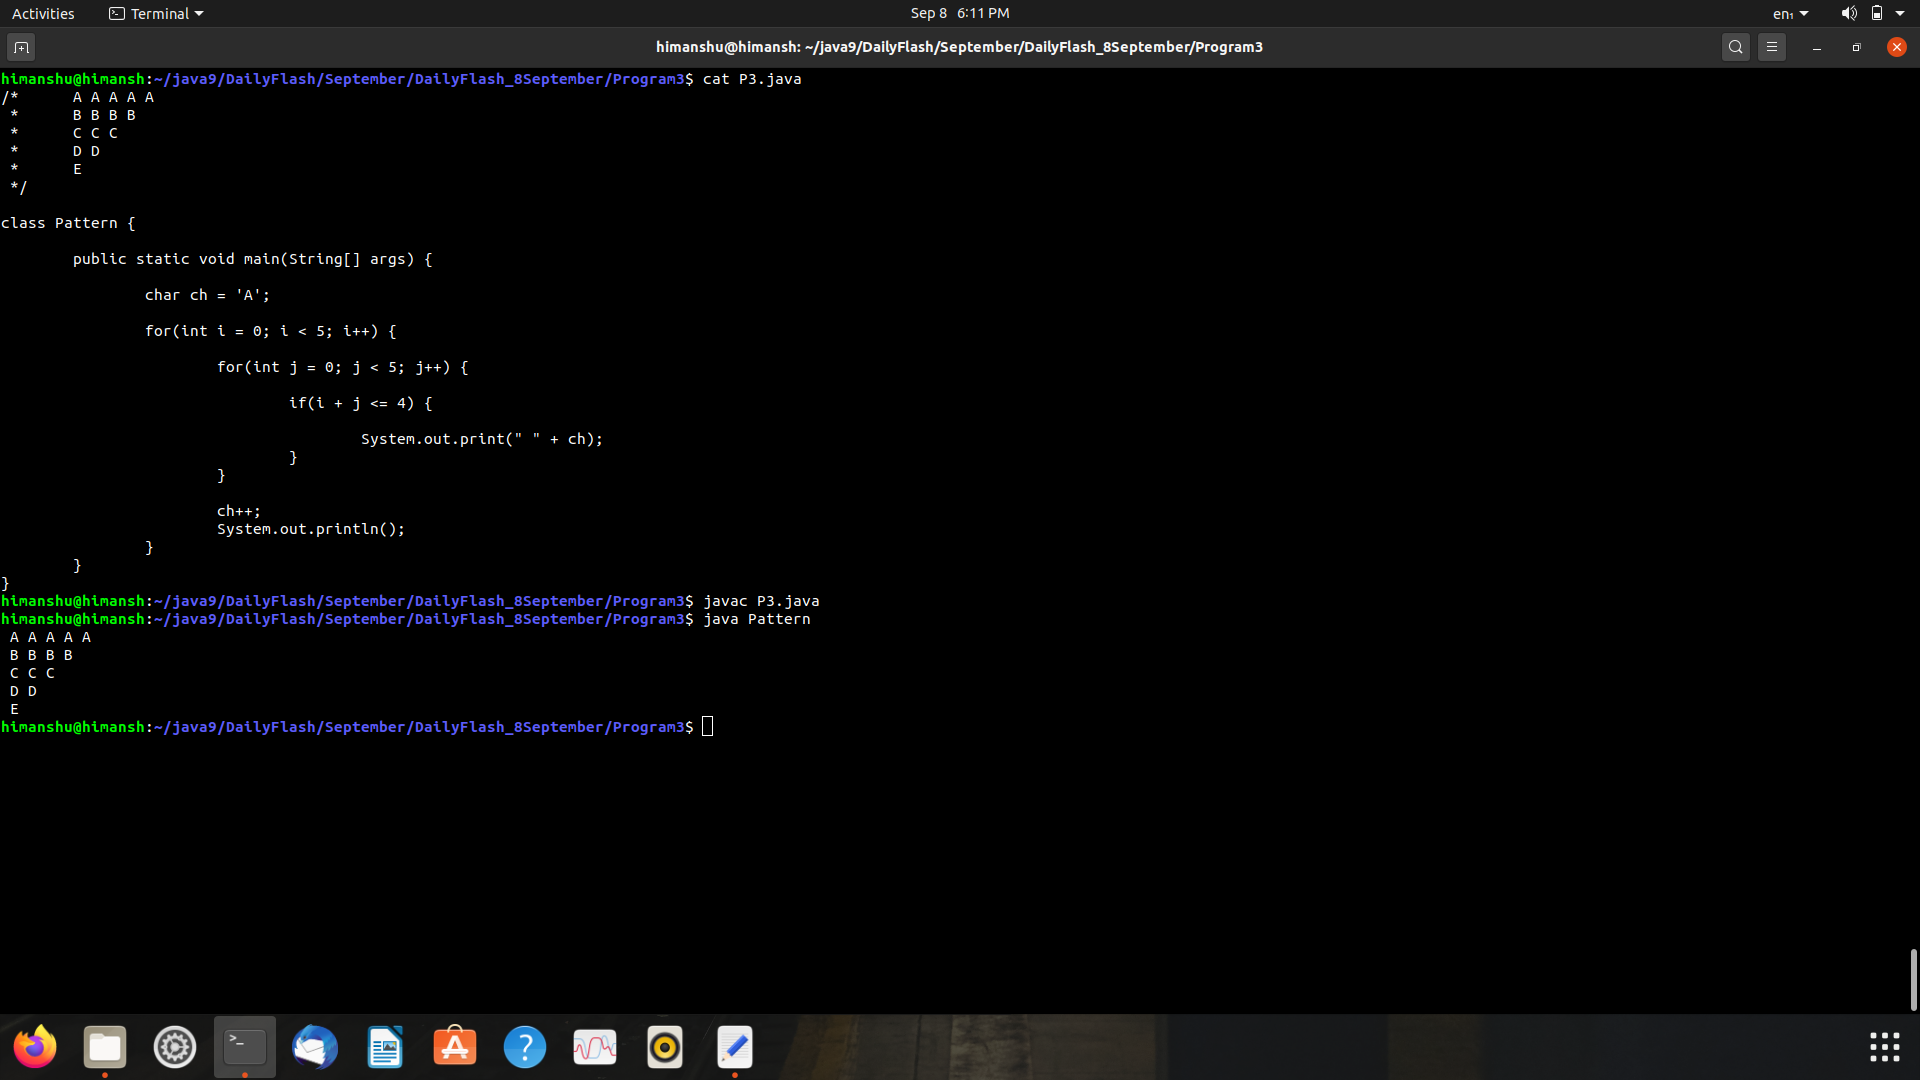 Activities Terminal Sep 8 6:11 PM en₁
himanshu@himansh: ~/java9/DailyFlash/September/DailyFlash_8September/Program3
himanshu@himansh:~/java9/DailyFlash/September/DailyFlash_8September/Program3$ cat P3.java
/*      A A A A A
 *      B B B B
 *      C C C
 *      D D
 *      E
 */
class Pattern {
        public static void main(String[] args) {
                char ch = 'A';
                for(int i = 0; i < 5; i++) {
                        for(int j = 0; j < 5; j++) {
                                if(i + j <= 4) {
                                        System.out.print(" " + ch);
                                }
                        }
                        ch++;
                        System.out.println();
                }
        }
}
himanshu@himansh:~/java9/DailyFlash/September/DailyFlash_8September/Program3$ javac P3.java
himanshu@himansh:~/java9/DailyFlash/September/DailyFlash_8September/Program3$ java Pattern
 A A A A A
 B B B B
 C C C
 D D
 E
himanshu@himansh:~/java9/DailyFlash/September/DailyFlash_8September/Program3$